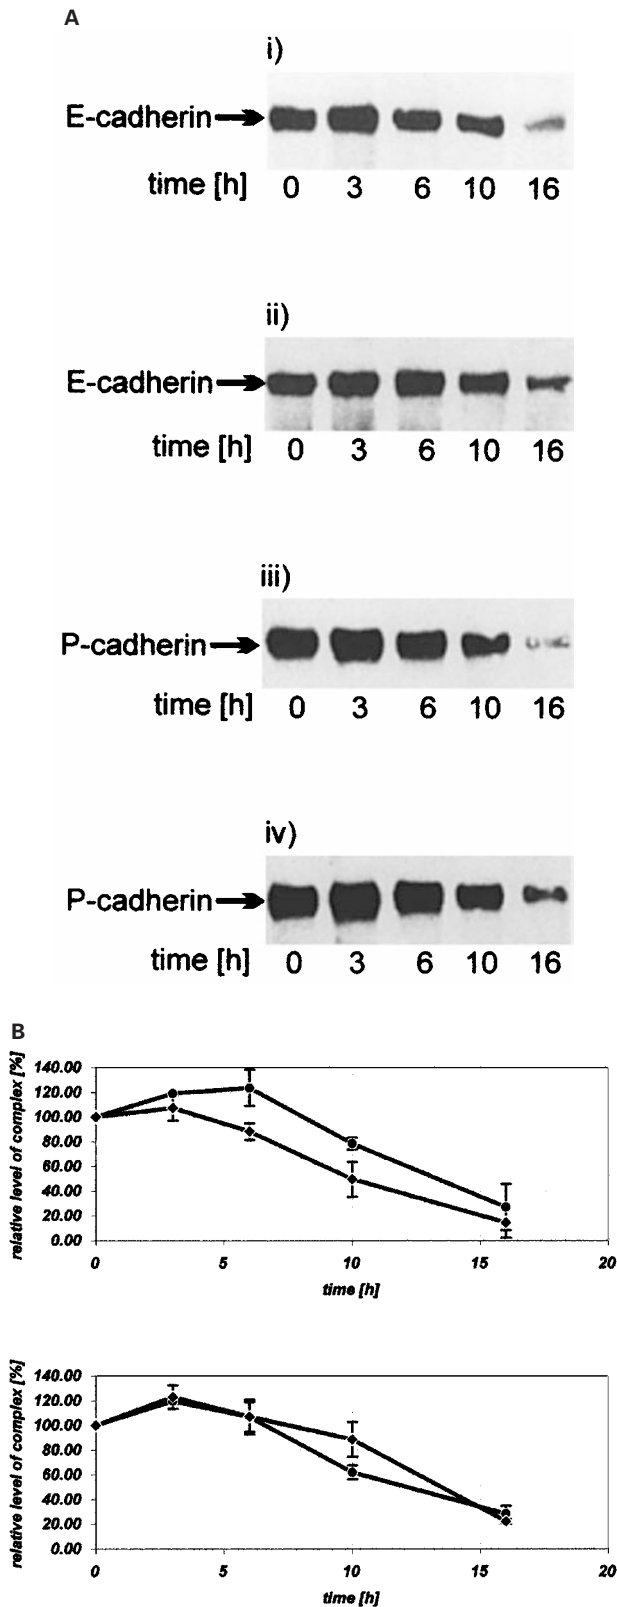 A
i)
E-cadherin
time [h] 0 3 6 10 16
ii)
E-cadherin
time [h] 0 3 6 10 16
iii)
P-cadherin
time [h] 0 3 6 10 16
iv)
P-cadherin
time [h] 0 3 6 10 16
B
relative level of complex [%]
140.00
120.00
100.00
80.00
60.00
40.00
20.00
0.00
0 5 10 15 20
time [h]
relative level of complex [%]
140.00
120.00
100.00
80.00
60.00
40.00
20.00
0.00
0 5 10 15 20
time [h]